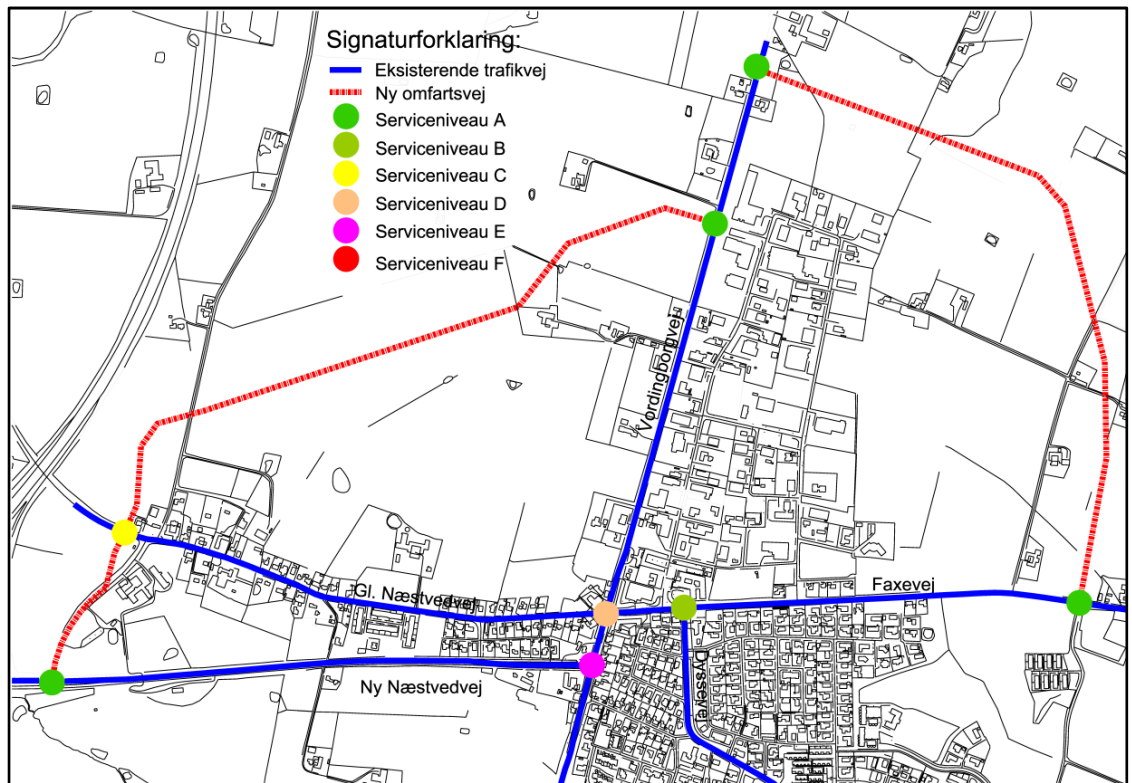 Signaturforklaring:
Eksisterende trafikvej
Ny omfartsvej
Serviceniveau A
Serviceniveau B
Serviceniveau C
Serviceniveau D
Serviceniveau E
Serviceniveau F
Vordingborgvej
Faxevej
Gl. Næstvedvej
Dyssevej
Ny Næstvedvej